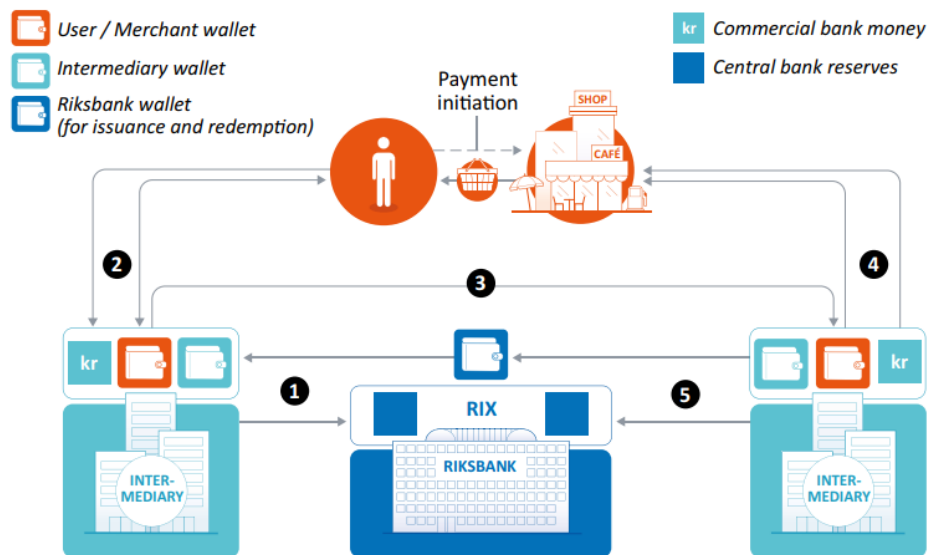 User / Merchant wallet
Intermediary wallet
Riksbank wallet
(for issuance and redemption)
kr
Commercial bank money
Central bank reserves
Payment
initiation
SHOP
CAFÉ
2
3
4
kr
kr
1
5
RIX
RIKSBANK
INTER-
MEDIARY
INTER-
MEDIARY